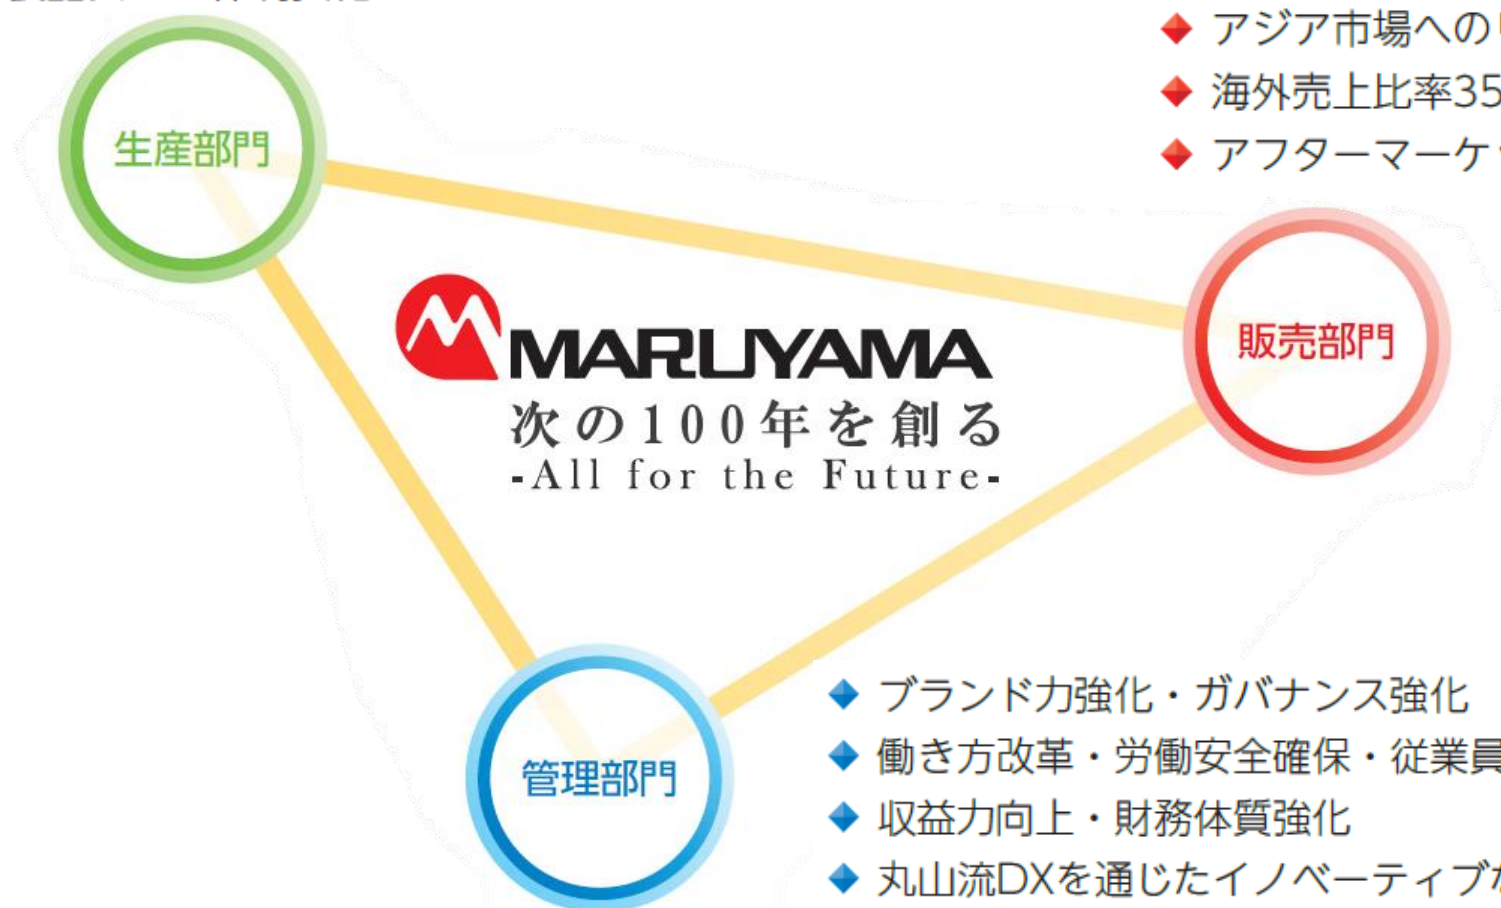 アジア市場への
海外売上比率35
アフターマーケ
生産部門
販売部門
MARUYAMA
次の100年を創る
-All for the Future-
管理部門
ブランド力強化・ガバナンス強化
働き方改革・労働安全確保・従業員
収益力向上・財務体質強化
丸山流DXを通じたイノベーティブな